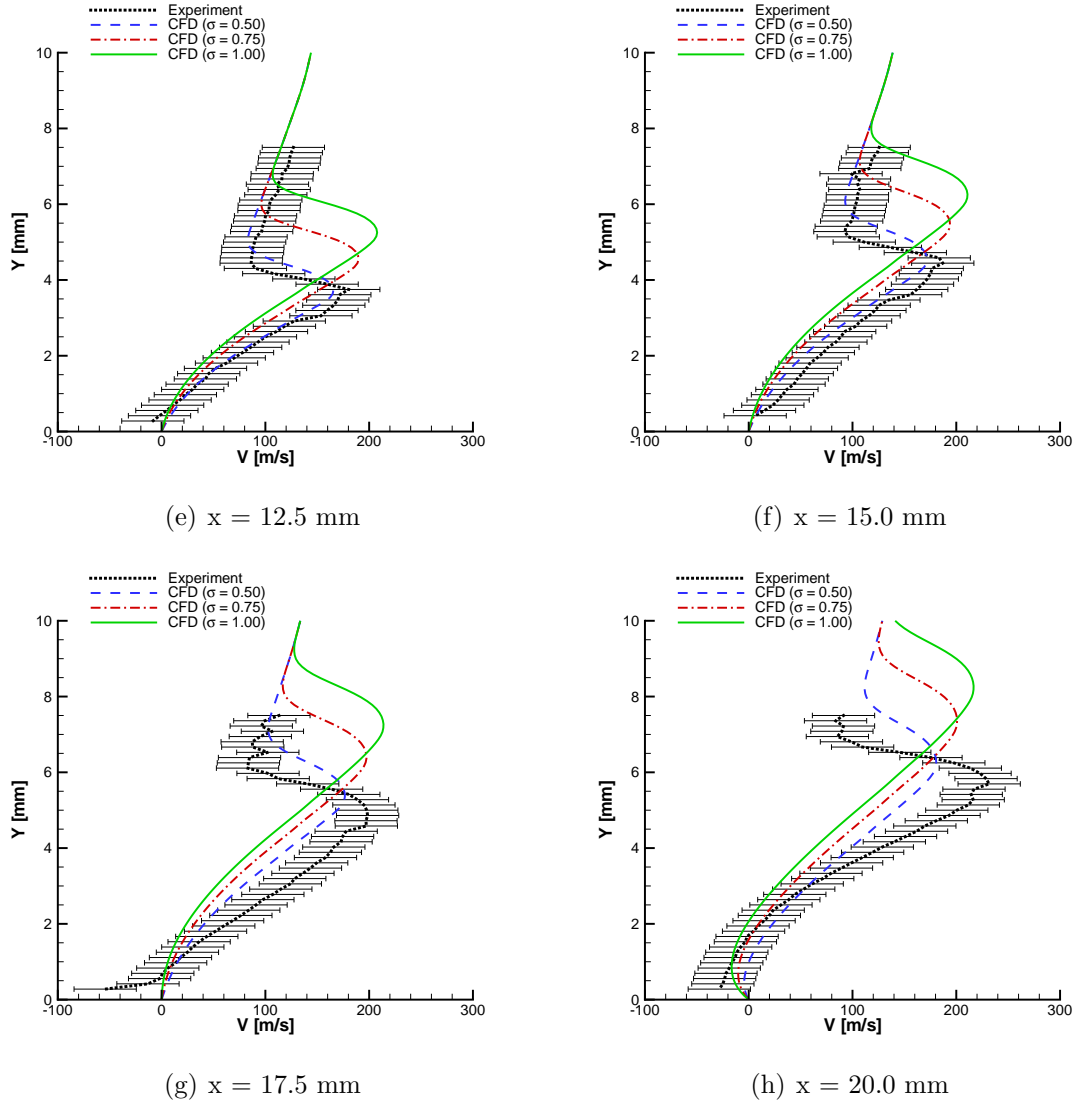 Experiment
CFD (σ = 0.50)
CFD (σ = 0.75)
CFD (σ = 1.00)
10
8
6
4
2
0
Y [mm]
-100 0 100 200 300
V [m/s]
(e) x = 12.5 mm
Experiment
CFD (σ = 0.50)
CFD (σ = 0.75)
CFD (σ = 1.00)
10
8
6
4
2
0
Y [mm]
-100 0 100 200 300
V [m/s]
(f) x = 15.0 mm
Experiment
CFD (σ = 0.50)
CFD (σ = 0.75)
CFD (σ = 1.00)
10
8
6
4
2
0
Y [mm]
-100 0 100 200 300
V [m/s]
(g) x = 17.5 mm
Experiment
CFD (σ = 0.50)
CFD (σ = 0.75)
CFD (σ = 1.00)
10
8
6
4
2
0
Y [mm]
-100 0 100 200 300
V [m/s]
(h) x = 20.0 mm